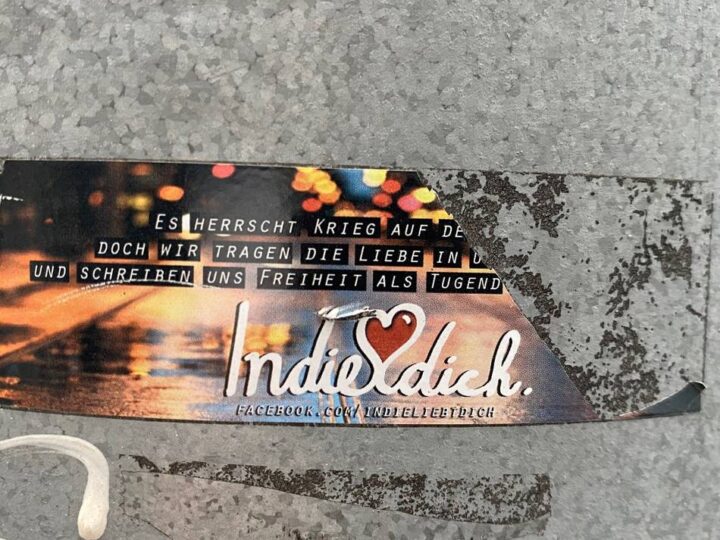 Es herrscht Krieg auf de
doch wir tragen die Liebe in u
und schreiben uns Freiheit als Tugend
Indie dich.
facebook.com/indieliebtdich